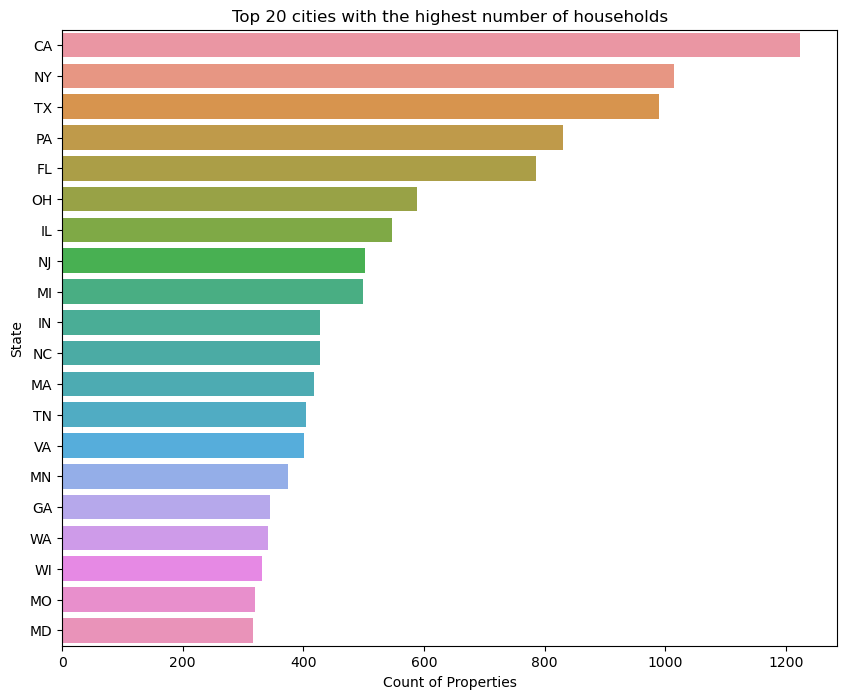 Top 20 cities with the highest number of households
CA
NY
TX
PA
FL
OH
IL
NJ
MI
IN
NC
MA
TN
VA
MN
GA
WA
WI
MO
MD
State
0 200 400 600 800 1000 1200
Count of Properties